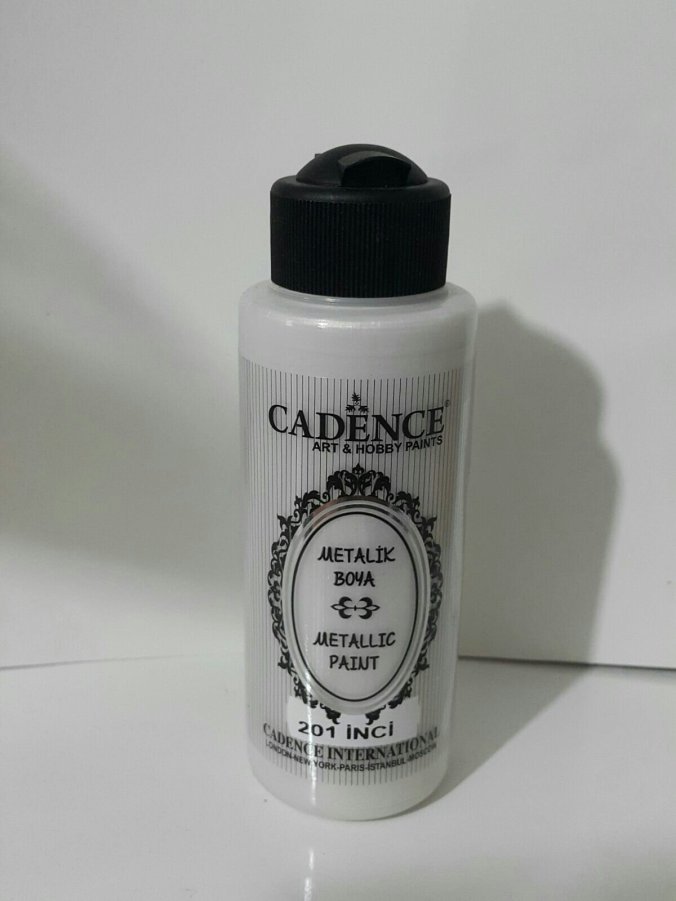 CADENCE®
ART & HOBBY PAINTS
METALİK
BOYA
METALLIC
PAINT
201 İNCİ
CADENCE INTERNATIONAL
LONDON-NEW YORK-PARIS-İSTANBUL-MOSCOW